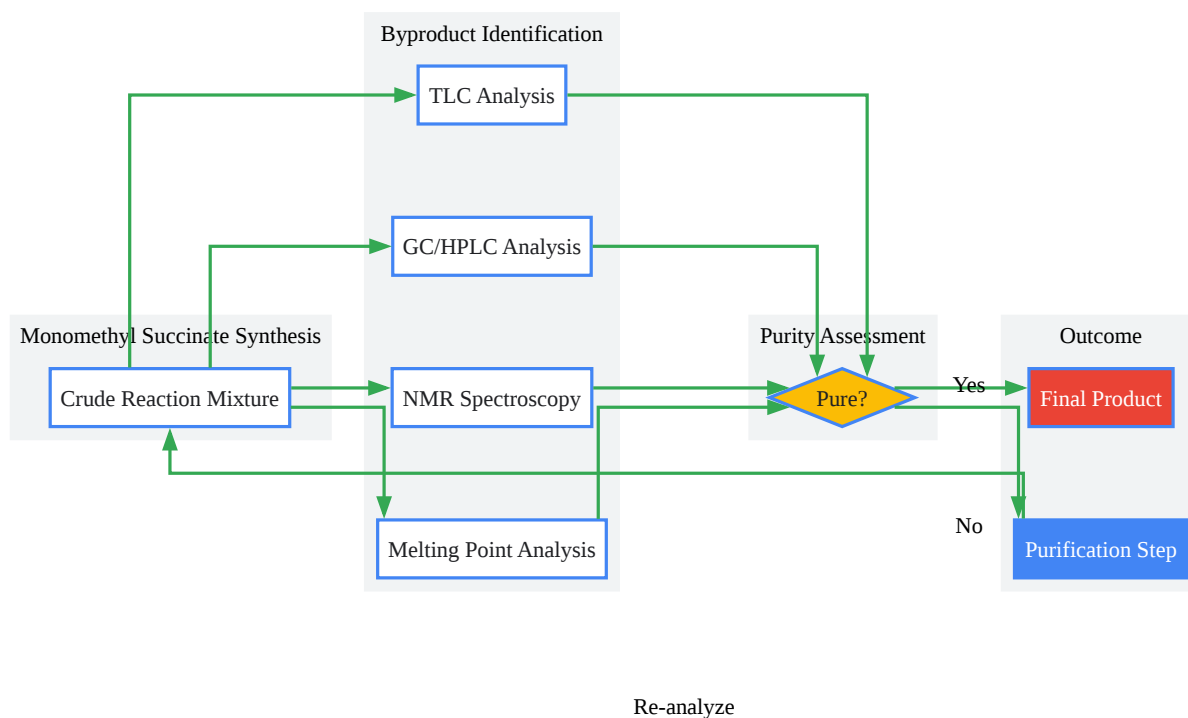 Byproduct Identification
TLC Analysis
GC/HPLC Analysis
Monomethyl Succinate Synthesis
Purity Assessment
Outcome
Crude Reaction Mixture
NMR Spectroscopy
Pure?
Yes
Final Product
No
Melting Point Analysis
Purification Step
Re-analyze